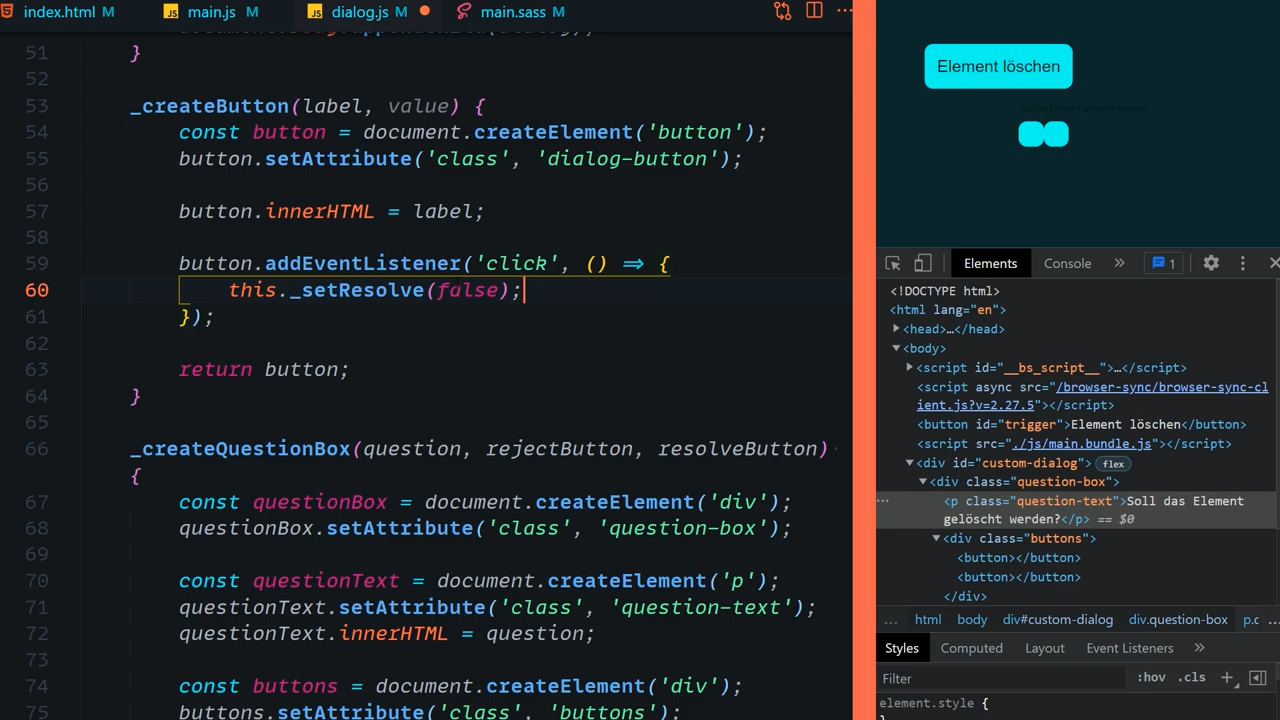 index.html M
main.js M
dialog.js M
main.sass M
51 }
52
53 _createButton(label, value) {
54 const button = document.createElement('button');
55 button.setAttribute('class', 'dialog-button');
56
57 button.innerHTML = label;
58
59 button.addEventListener('click', () => {
60 this._setResolve(false);
61 });
62
63 return button;
64 }
65
66 _createQuestionBox(question, rejectButton, resolveButton)
{
67 const questionBox = document.createElement('div');
68 questionBox.setAttribute('class', 'question-box');
69
70 const questionText = document.createElement('p');
71 questionText.setAttribute('class', 'question-text');
72 questionText.innerHTML = question;
73
74 const buttons = document.createElement('div');
75 buttons.setAttribute('class', 'buttons');
Element löschen
Elements
Console
1
<!DOCTYPE html>
<html lang="en">
<head>…</head>
<body>
<script id="__bs_script__">…</script>
<script async src="/browser-sync/browser-sync-cl
ient.js?v=2.27.5"></script>
<button id="trigger">Element löschen</button>
<script src="./js/main.bundle.js"></script>
<div id="custom-dialog"> flex
<div class="question-box">
<p class="question-text">Soll das Element
gelöscht werden?</p> == $0
<div class="buttons">
<button></button>
<button></button>
</div>
… html body div#custom-dialog div.question-box p.c …
Styles Computed Layout Event Listeners
Filter :hov .cls
element.style {